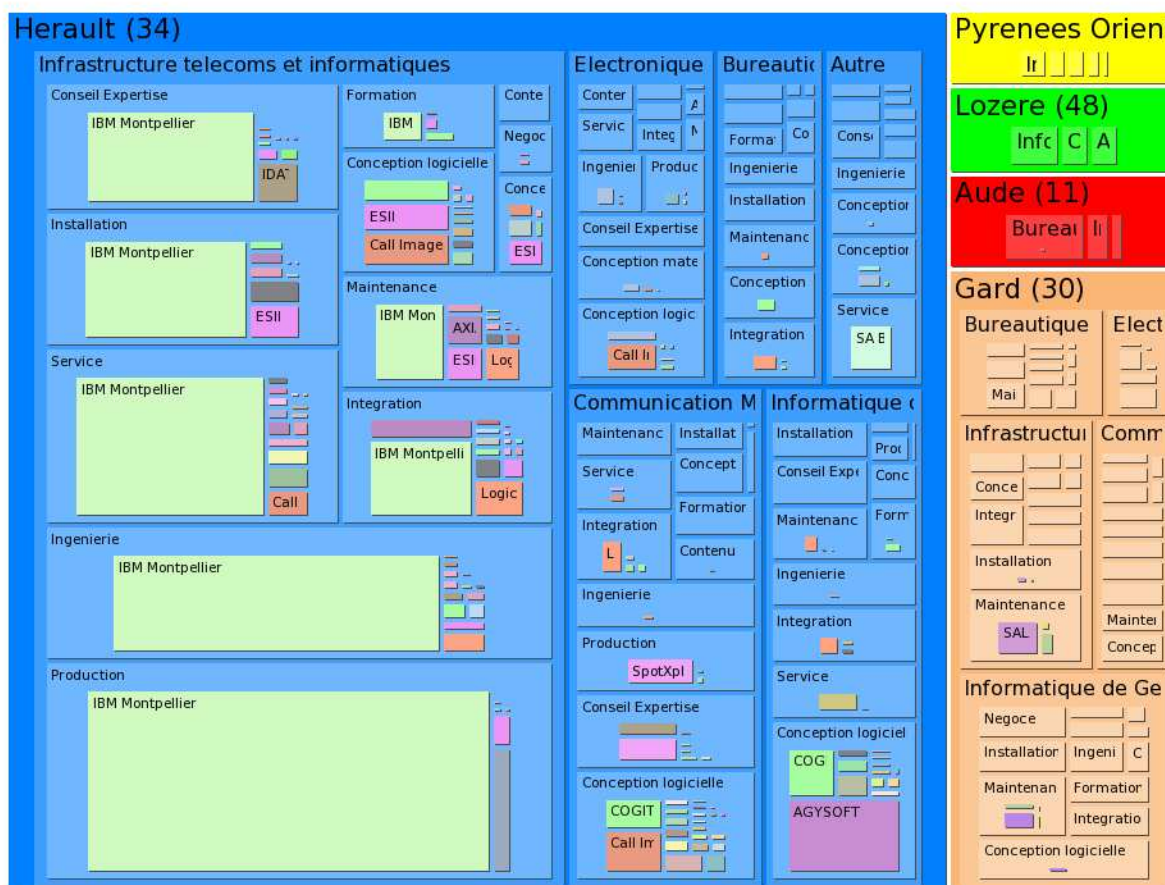 Herault (34)
Infrastructure telecoms et informatiques
Conseil Expertise
IBM Montpellier
IDA
Installation
IBM Montpellier
ESII
Service
IBM Montpellier
Call
Formation
IBM
Conte
Negoc
Conception logicielle
ESII
Call Image
Conce
ESI
Maintenance
IBM Mon
AXI
ESI
Log
Integration
IBM Montpelli
Logic
Ingenierie
IBM Montpellier
Production
IBM Montpellier
Electronique
Conter
A
Servic
Integ
Ingenier
Produc
Conseil Expertise
Conception mate
Conception logic
Call I
Bureautic
Forma
Co
Ingenierie
Installation
Maintenanc
Conception
Integration
Autre
Cons
Ingenierie
Conception
Conception
Service
SA E
Communication M
Maintenanc
Installat
Service
Concept
Formation
Integration
L
Contenu
Ingenierie
Production
SpotXpl
Conseil Expertise
Conception logicielle
COGIT
Call Im
Informatique c
Installation
Proc
Conseil Expe
Conc
Maintenanc
Form
Ingenierie
Integration
Service
Conception logiciel
COG
AGYSOFT
Pyrenees Orien
Ir
Lozere (48)
Info
C
A
Aude (11)
Bureau
Gard (30)
Bureautique
Mai
Elect
Infrastructu
Conce
Integr
Installation
Maintenance
SAL
Comm
Mainter
Concep
Informatique de Ge
Negoce
Installation
Ingeni
C
Maintenan
Formation
Integratio
Conception logicielle